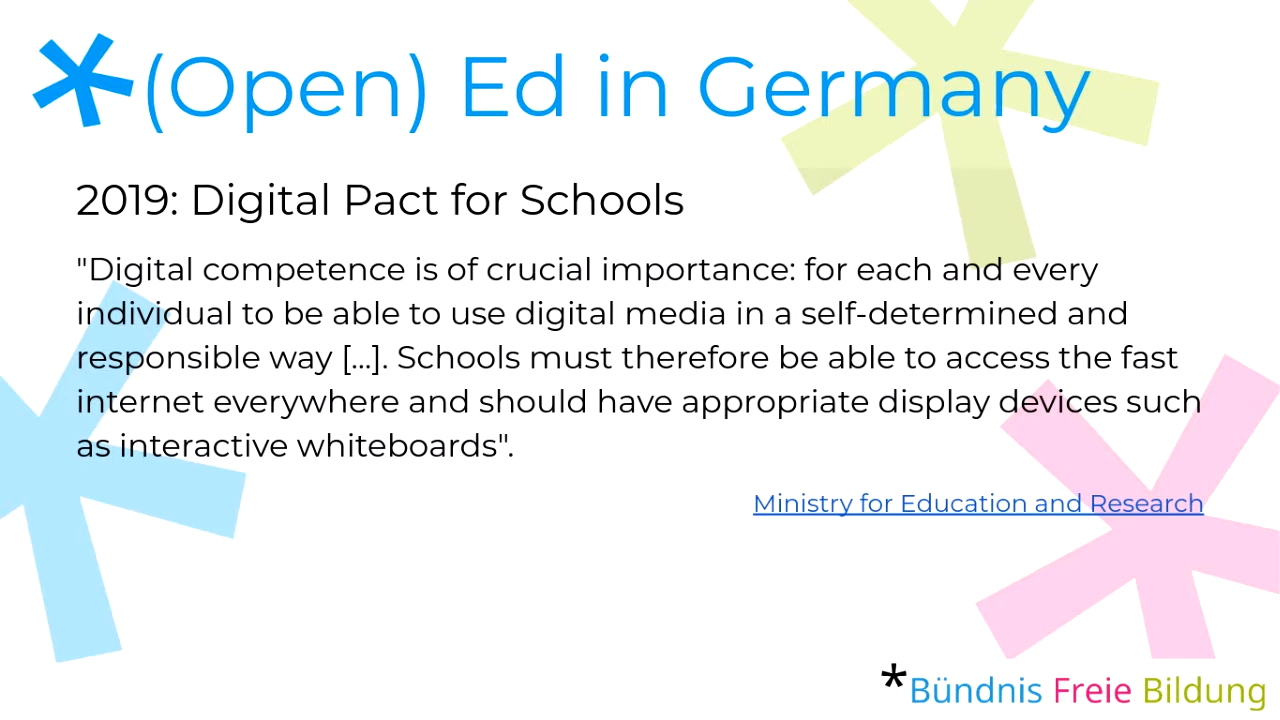 *(Open) Ed in Germany
2019: Digital Pact for Schools
"Digital competence is of crucial importance: for each and every
individual to be able to use digital media in a self-determined and
responsible way [...]. Schools must therefore be able to access the fast
internet everywhere and should have appropriate display devices such
as interactive whiteboards".
Ministry for Education and Research
*Bündnis Freie Bildung